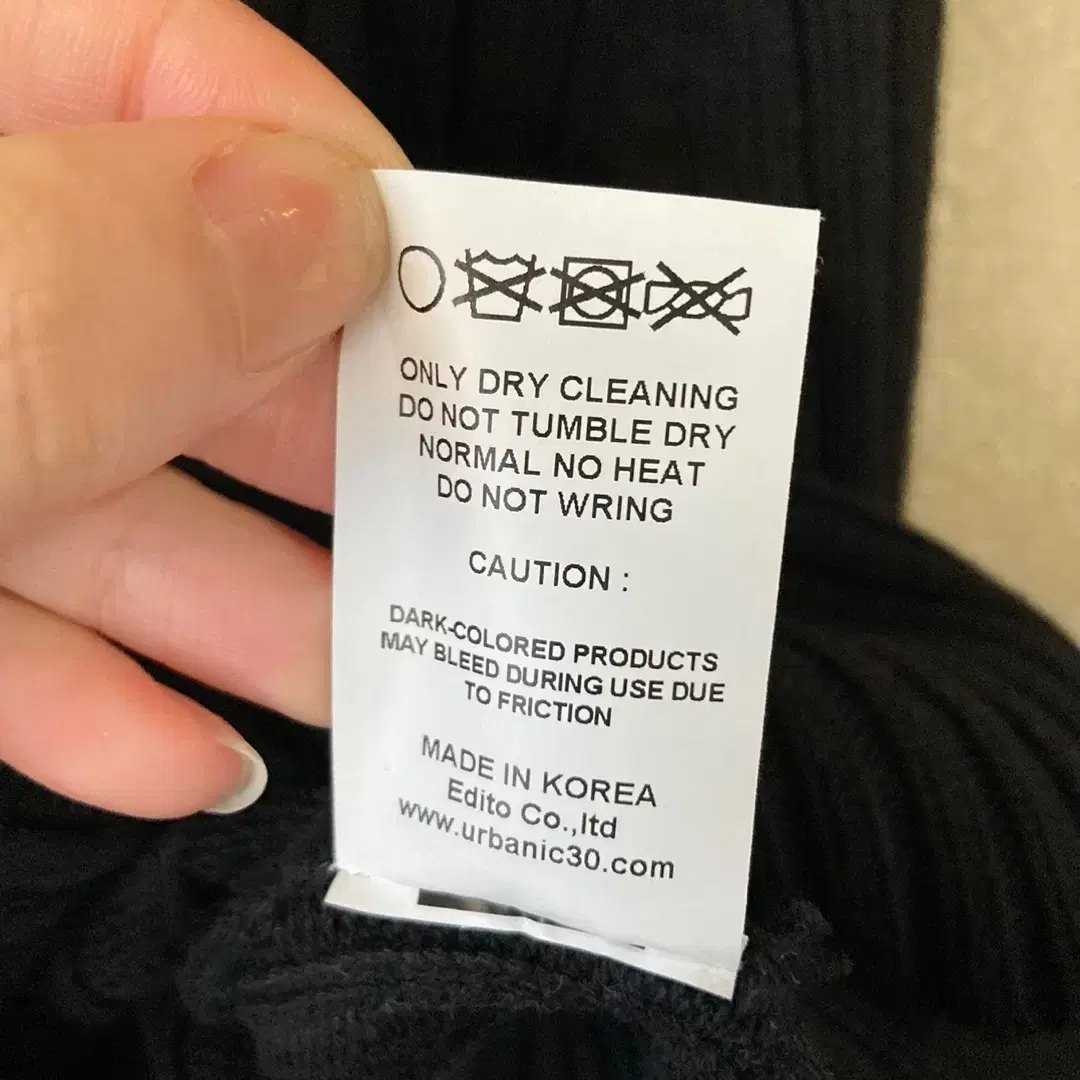 ONLY DRY CLEANING
DO NOT TUMBLE DRY
NORMAL NO HEAT
DO NOT WRING
CAUTION :
DARK-COLORED PRODUCTS
MAY BLEED DURING USE DUE
TO FRICTION
MADE IN KOREA
Edito Co.,ltd
www.urbanic30.com